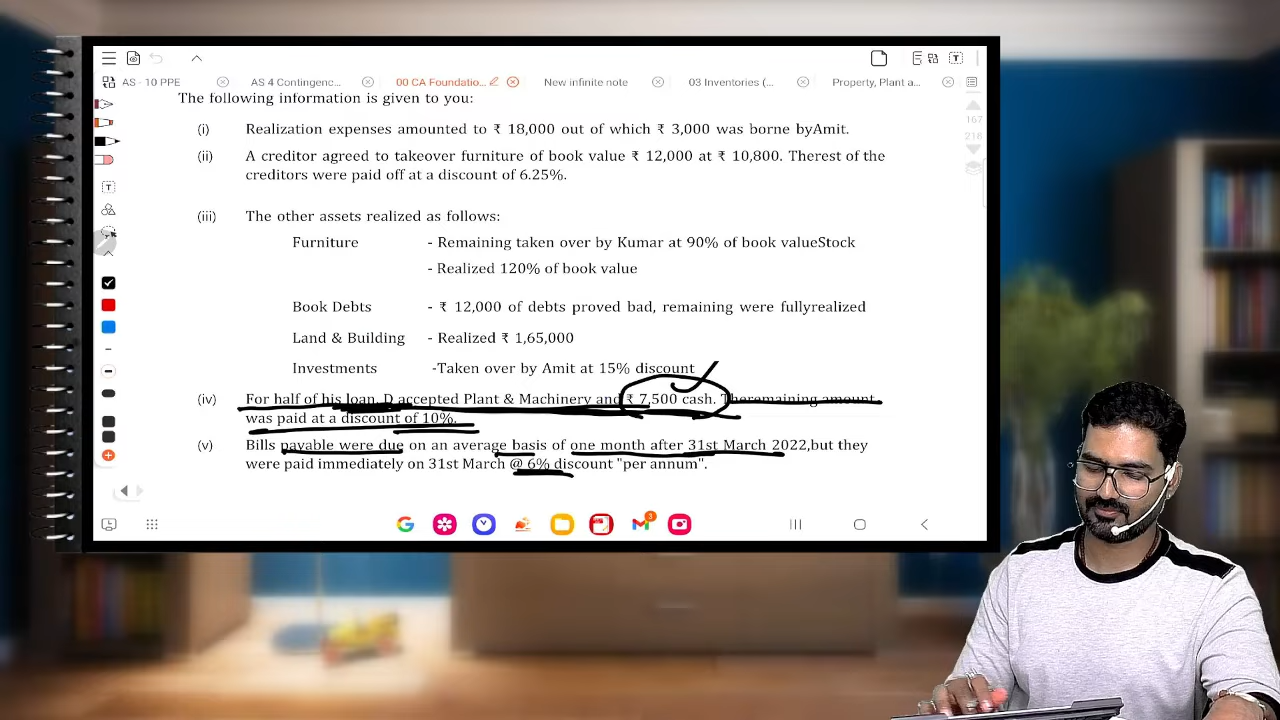 AS - 10 PPE
AS 4 Contingenc...
00 CA Foundatio...
New infinite note
03 Inventories (...
Property, Plant a...
The following information is given to you:
167
218
(i) Realization expenses amounted to ₹ 18,000 out of which ₹ 3,000 was borne byAmit.
(ii) A creditor agreed to takeover furniture of book value ₹ 12,000 at ₹ 10,800. Therest of the
creditors were paid off at a discount of 6.25%.
(iii) The other assets realized as follows:
Furniture - Remaining taken over by Kumar at 90% of book valueStock
- Realized 120% of book value
Book Debts - ₹ 12,000 of debts proved bad, remaining were fullyrealized
Land & Building - Realized ₹ 1,65,000
Investments -Taken over by Amit at 15% discount
(iv) For half of his loan, D accepted Plant & Machinery and ₹ 7,500 cash. Theremaining amount
was paid at a discount of 10%.
(v) Bills payable were due on an average basis of one month after 31st March 2022,but they
were paid immediately on 31st March @ 6% discount "per annum".
3